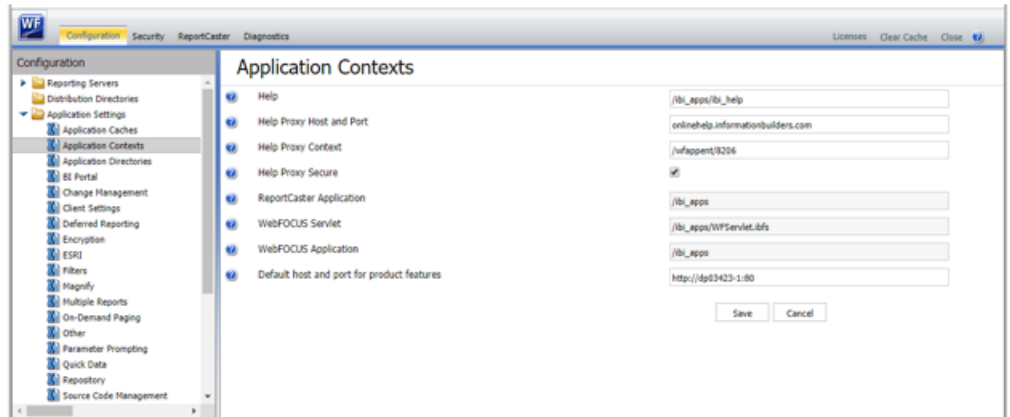 WF
Configuration Security ReportCaster Diagnostics Licenses Clear Cache Close
Configuration
Reporting Servers
Distribution Directories
Application Settings
Application Caches
Application Contexts
Application Directories
BI Portal
Change Management
Client Settings
Deferred Reporting
Encryption
ESRI
Filters
Magnify
Multiple Reports
On-Demand Paging
Other
Parameter Prompting
Quick Data
Repository
Source Code Management
Application Contexts
Help /ibi_apps/ibi_help
Help Proxy Host and Port onlinehelp.informationbuilders.com
Help Proxy Context /wfappent/8206
Help Proxy Secure
ReportCaster Application /ibi_apps
WebFOCUS Servlet /ibi_apps/WFServlet.ibfs
WebFOCUS Application /ibi_apps
Default host and port for product features http://dp03423-1:80
Save Cancel